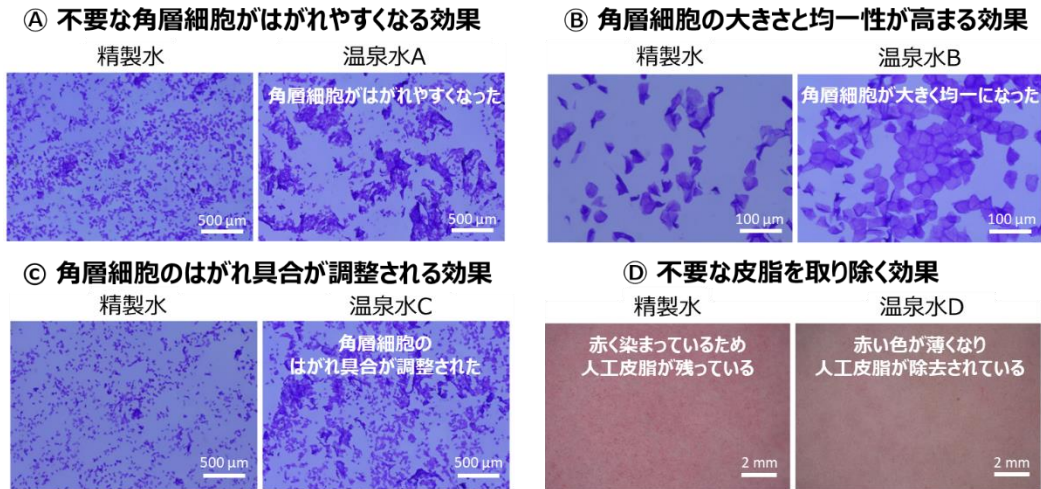 Ⓐ 不要な角層細胞がはがれやすくなる効果
精製水
温泉水A
角層細胞がはがれやすくなった
500 μm
500 μm
Ⓑ 角層細胞の大きさと均一性が高まる効果
精製水
温泉水B
角層細胞が大きく均一になった
100 μm
100 μm
Ⓒ 角層細胞のはがれ具合が調整される効果
精製水
温泉水C
角層細胞の
はがれ具合が調整された
500 μm
500 μm
Ⓓ 不要な皮脂を取り除く効果
精製水
温泉水D
赤く染まっているため
人工皮脂が残っている
赤い色が薄くなり
人工皮脂が除去されている
2 mm
2 mm